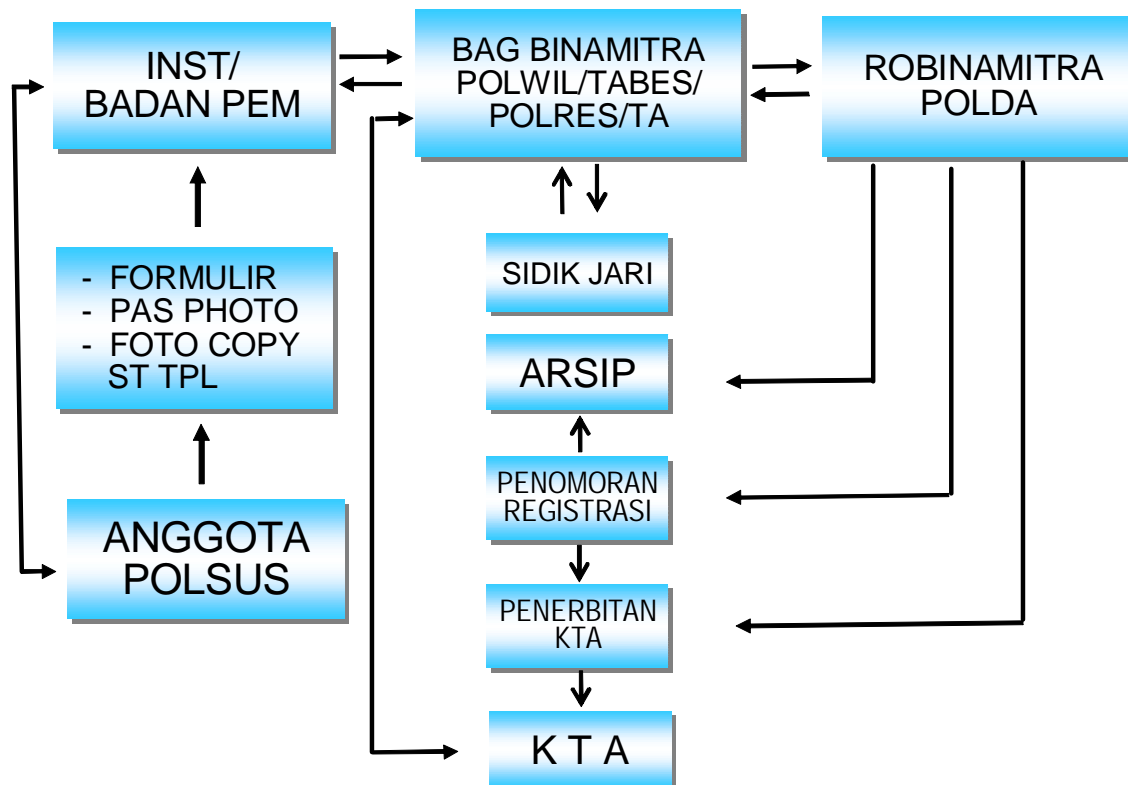 INST/
BADAN PEM
BAG BINAMITRA
POLWIL/TABES/
POLRES/TA
ROBINAMITRA
POLDA
- FORMULIR
- PAS PHOTO
- FOTO COPY
ST TPL
SIDIK JARI
ARSIP
PENOMORAN
REGISTRASI
ANGGOTA
POLSUS
PENERBITAN
KTA
K T A